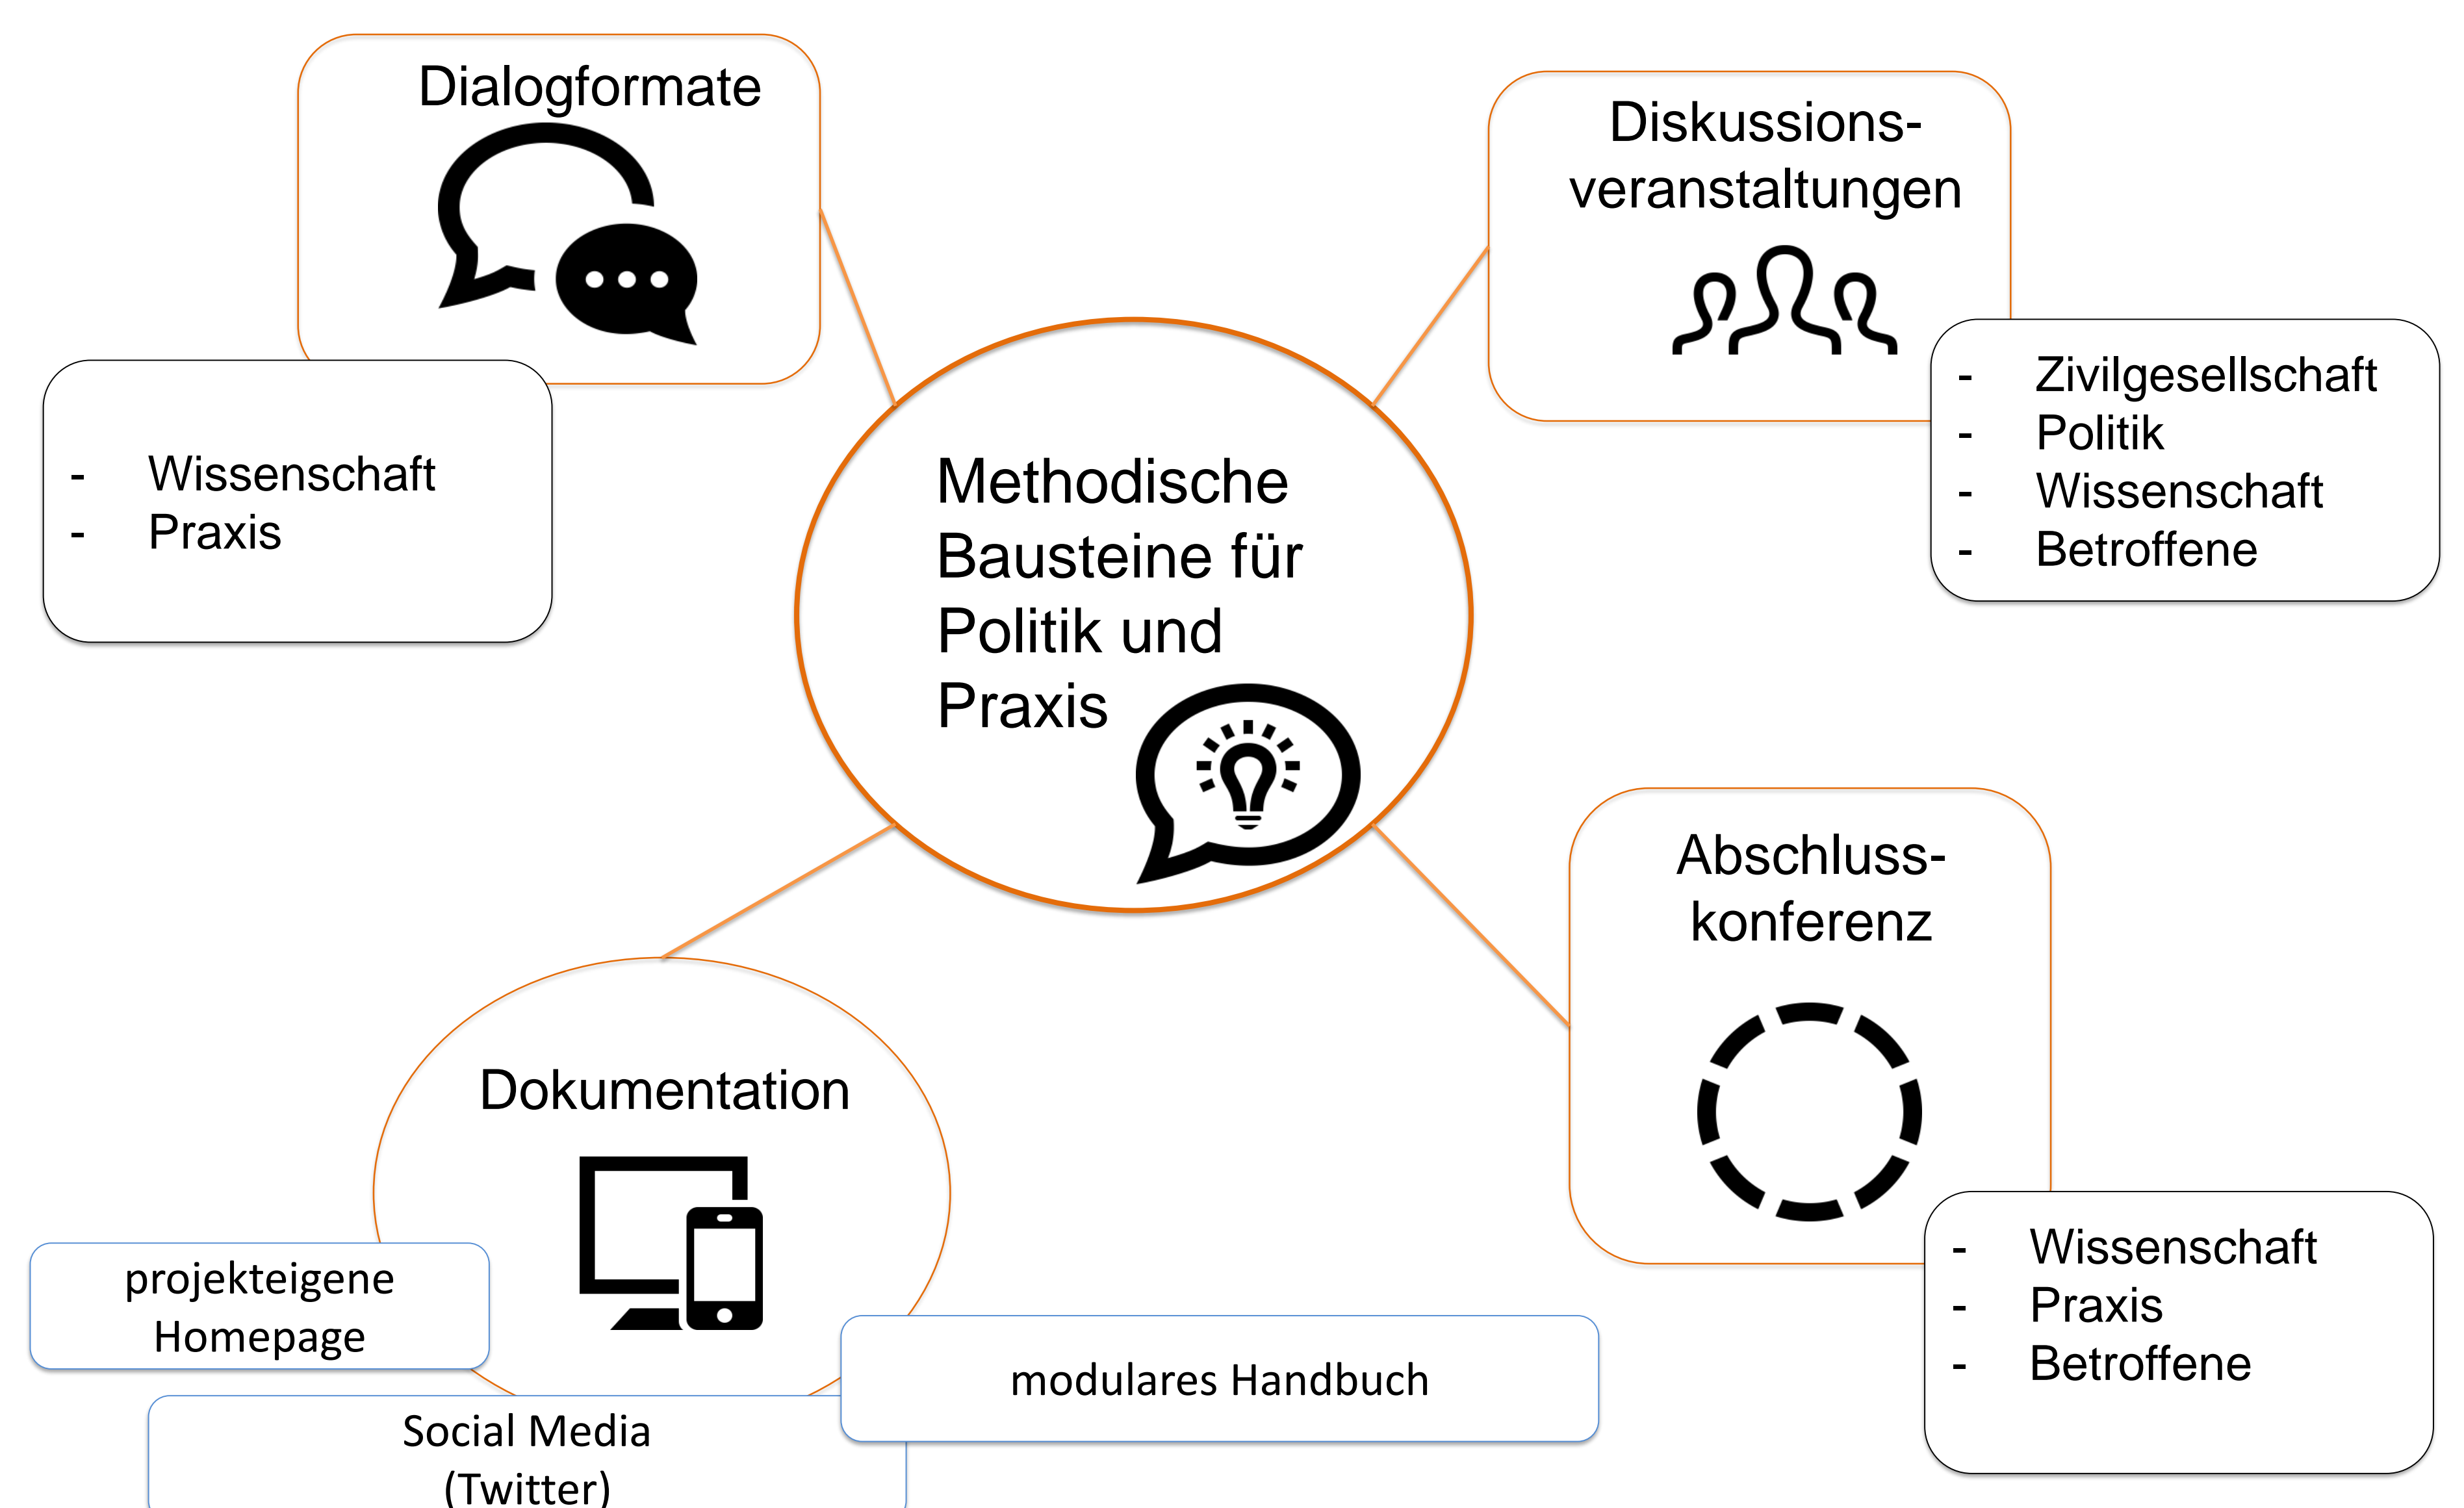 Dialogformate
- Wissenschaft
- Praxis
Diskussions-
veranstaltungen
- Zivilgesellschaft
- Politik
- Wissenschaft
- Betroffene
Methodische
Bausteine für
Politik und
Praxis
Dokumentation
projekteigene
Homepage
Social Media
(Twitter)
modulares Handbuch
Abschluss-
konferenz
- Wissenschaft
- Praxis
- Betroffene